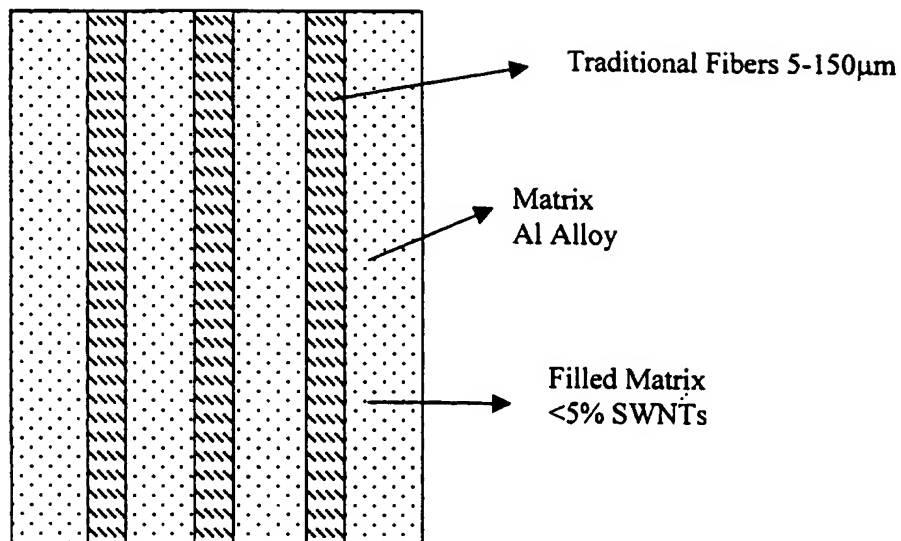 Traditional Fibers 5-150μm
Matrix
Al Alloy
Filled Matrix
<5% SWNTs